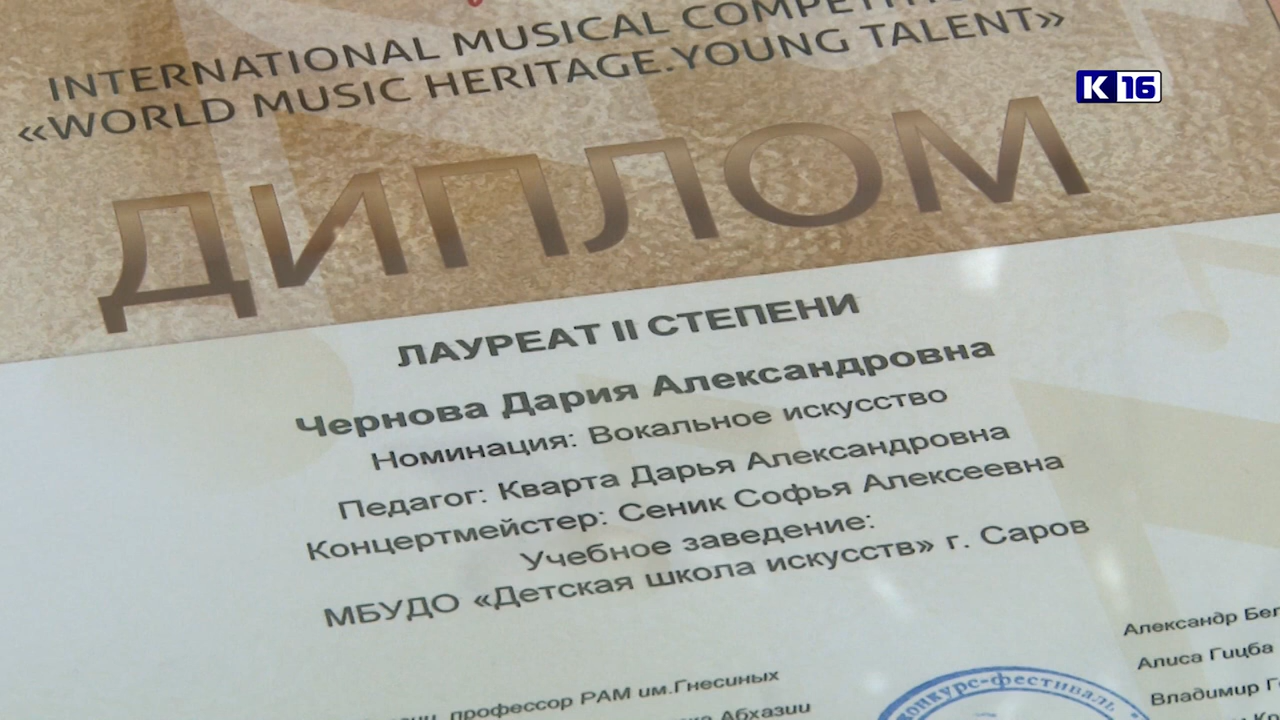 INTERNATIONAL MUSICAL
«WORLD MUSIC HERITAGE.YOUNG TALENT»
K 16
ДИПЛОМ
ЛАУРЕАТ II СТЕПЕНИ
Чернова Дария Александровна
Номинация: Вокальное искусство
Педагог: Кварта Дарья Александровна
Концертмейстер: Сеник Софья Алексеевна
Учебное заведение:
МБУДО «Детская школа искусств» г. Саров
Александр
Алиса Гицба
Владимир
профессор РАМ им.Гнесиных
Абхазии
конкурс-фестиваль